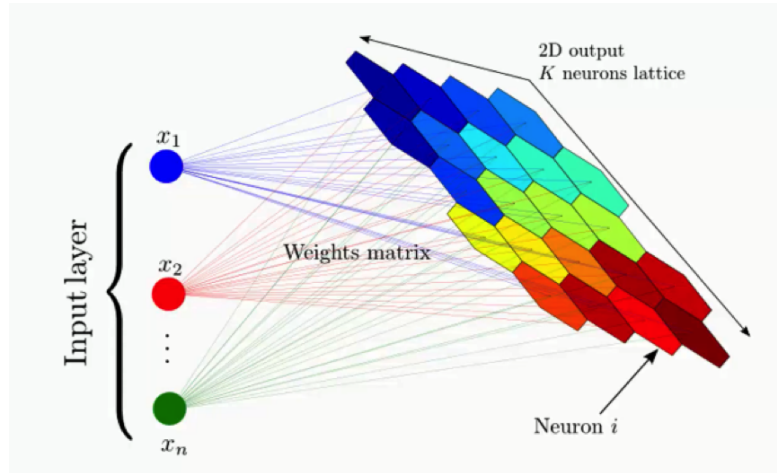 2D output
K neurons lattice
x1
Input layer
x2
Weights matrix
⋮
xn
Neuron i